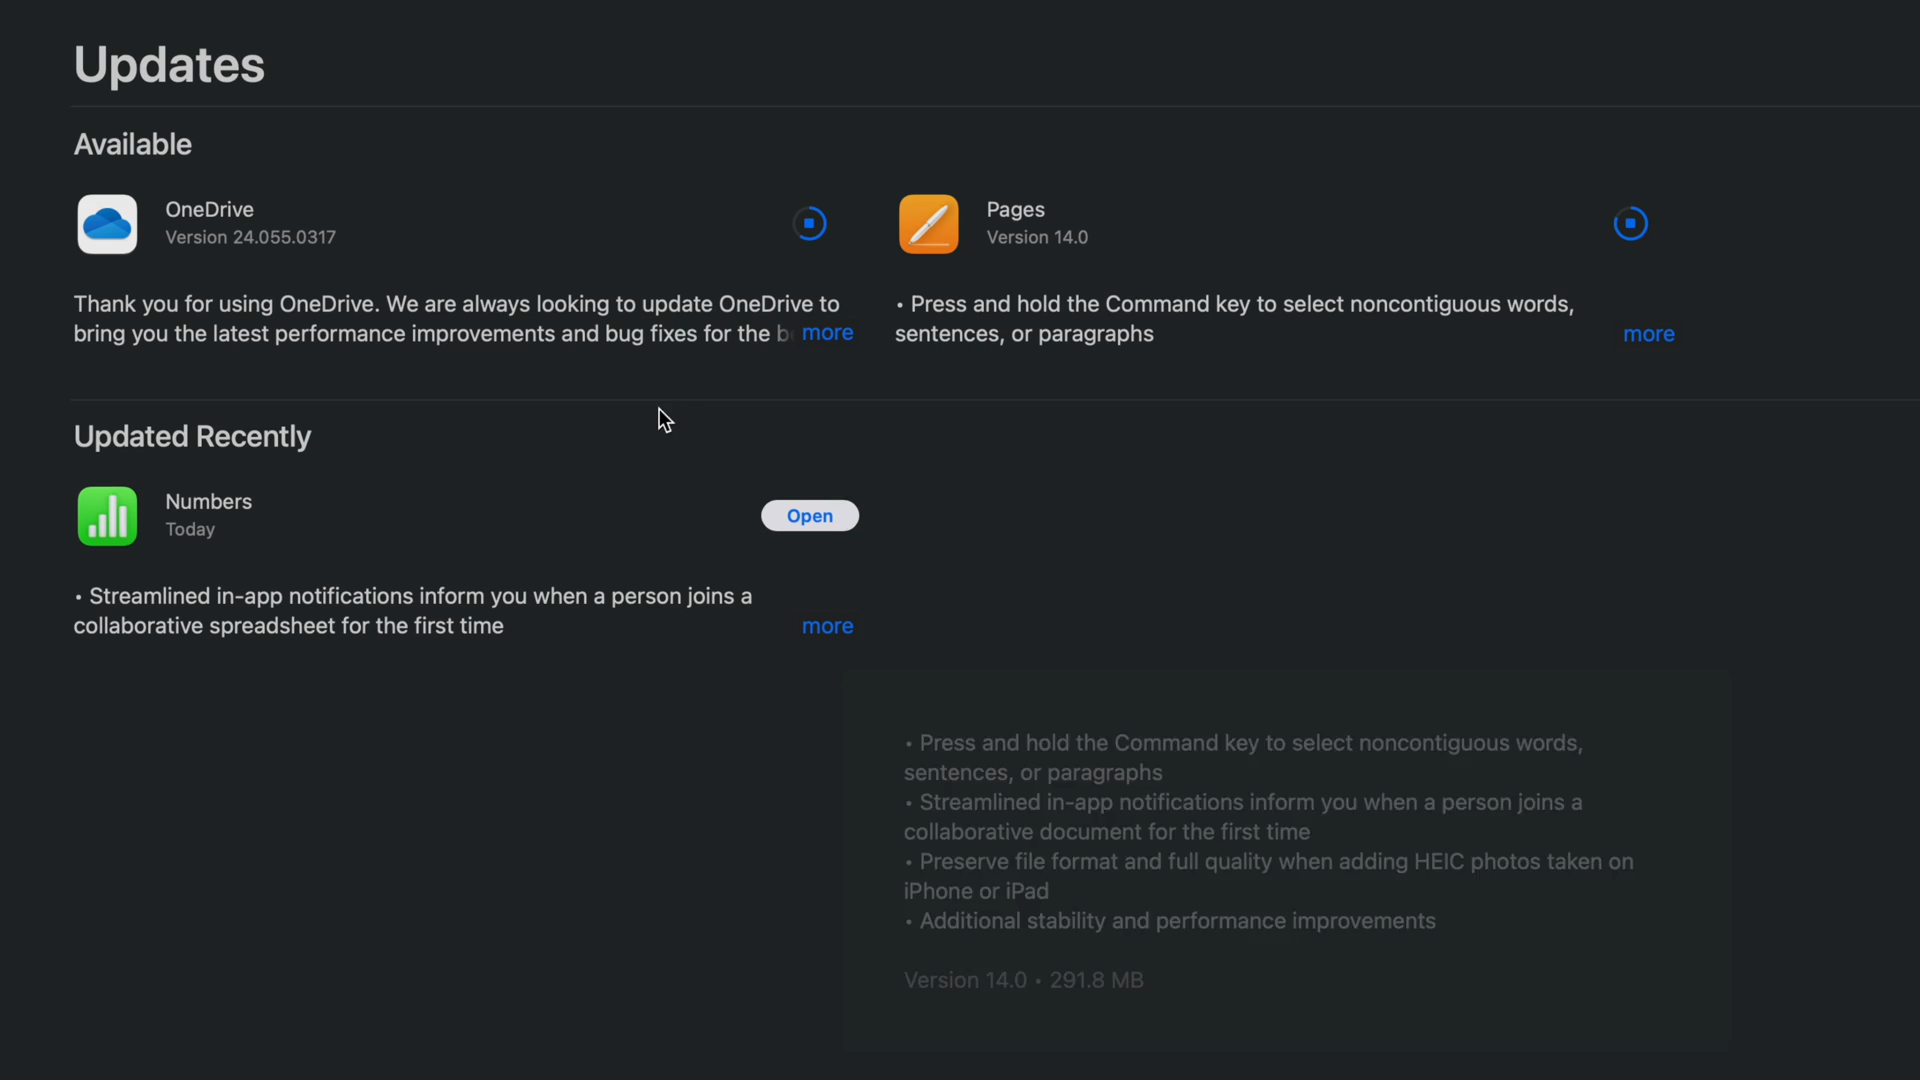 Updates
Available
OneDrive
Version 24.055.0317
Thank you for using OneDrive. We are always looking to update OneDrive to
bring you the latest performance improvements and bug fixes for the
more
Pages
Version 14.0
• Press and hold the Command key to select noncontiguous words,
sentences, or paragraphs
more
Updated Recently
Numbers
Today
Open
• Streamlined in-app notifications inform you when a person joins a
collaborative spreadsheet for the first time
more
• Press and hold the Command key to select noncontiguous words,
sentences, or paragraphs
• Streamlined in-app notifications inform you when a person joins a
collaborative document for the first time
• Preserve file format and full quality when adding HEIC photos taken on
iPhone or iPad
• Additional stability and performance improvements
Version 14.0 • 291.8 MB